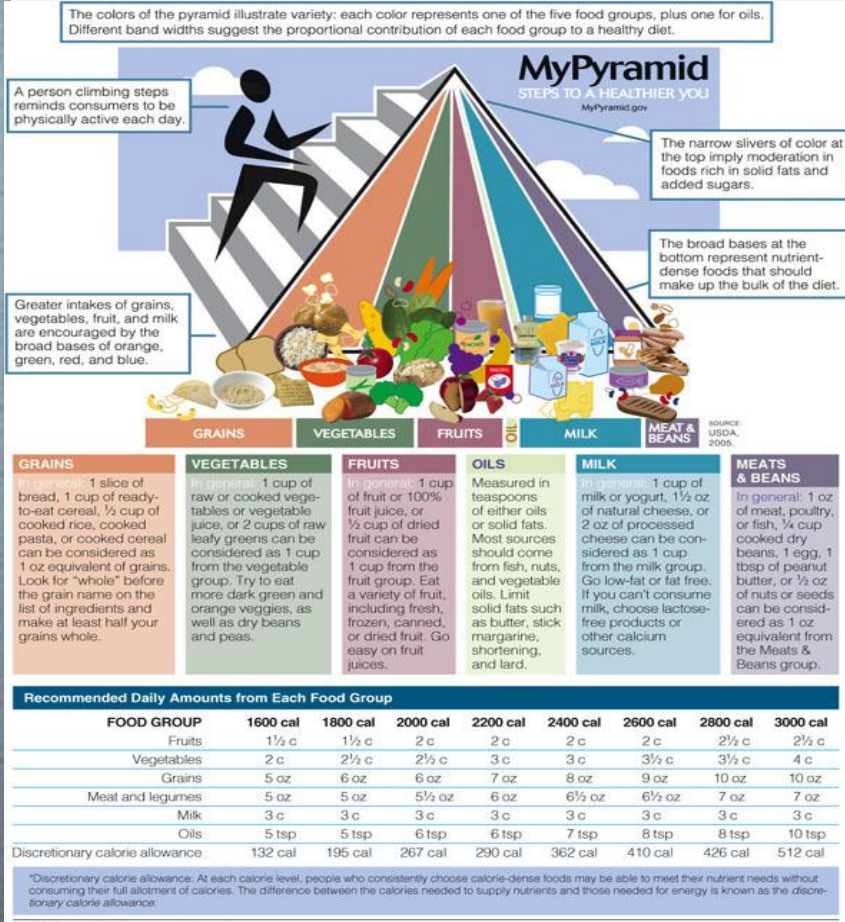 The colors of the pyramid illustrate variety: each color represents one of the five food groups, plus one for oils.
Different band widths suggest the proportional contribution of each food group to a healthy diet.
MyPyramid
STEPS TO A HEALTHIER YOU
MyPyramid.gov
A person climbing steps
reminds consumers to be
physically active each day.
The narrow slivers of color at
the top imply moderation in
foods rich in solid fats and
added sugars.
The broad bases at the
bottom represent nutrient-
dense foods that should
make up the bulk of the diet.
Greater intakes of grains,
vegetables, fruit, and milk
are encouraged by the
broad bases of orange,
green, red, and blue.
GRAINS
VEGETABLES
FRUITS
OIL
MILK
MEAT &
BEANS
SOURCE:
USDA,
2005.
GRAINS
In general: 1 slice of
bread, 1 cup of ready-
to-eat cereal, ½ cup of
cooked rice, cooked
pasta, or cooked cereal
can be considered as
1 oz equivalent of grains.
Look for "whole" before
the grain name on the
list of ingredients and
make at least half your
grains whole.
VEGETABLES
In general: 1 cup of
raw or cooked vege-
tables or vegetable
juice, or 2 cups of raw
leafy greens can be
considered as 1 cup
from the vegetable
group. Try to eat
more dark green and
orange veggies, as
well as dry beans
and peas.
FRUITS
In general: 1 cup
of fruit or 100%
fruit juice, or
½ cup of dried
fruit can be
considered as
1 cup from the
fruit group. Eat
a variety of fruit,
including fresh,
frozen, canned,
or dried fruit. Go
easy on fruit
juices.
OILS
Measured in
teaspoons
of either oils
or solid fats.
Most sources
should come
from fish, nuts,
and vegetable
oils. Limit
solid fats such
as butter, stick
margarine,
shortening,
and lard.
MILK
In general: 1 cup of
milk or yogurt, 1½ oz
of natural cheese, or
2 oz of processed
cheese can be con-
sidered as 1 cup
from the milk group.
Go low-fat or fat free.
If you can't consume
milk, choose lactose-
free products or
other calcium
sources.
MEATS
& BEANS
In general: 1 oz
of meat, poultry,
or fish, ¼ cup
cooked dry
beans, 1 egg, 1
tbsp of peanut
butter, or ½ oz
of nuts or seeds
can be consid-
ered as 1 oz
equivalent from
the Meats &
Beans group.
Recommended Daily Amounts from Each Food Group
FOOD GROUP 1600 cal 1800 cal 2000 cal 2200 cal 2400 cal 2600 cal 2800 cal 3000 cal
Fruits 1½ c 1½ c 2 c 2 c 2 c 2 c 2½ c 2½ c
Vegetables 2 c 2½ c 2½ c 3 c 3 c 3½ c 3½ c 4 c
Grains 5 oz 6 oz 6 oz 7 oz 8 oz 9 oz 10 oz 10 oz
Meat and legumes 5 oz 5 oz 5½ oz 6 oz 6½ oz 6½ oz 7 oz 7 oz
Milk 3 c 3 c 3 c 3 c 3 c 3 c 3 c 3 c
Oils 5 tsp 5 tsp 6 tsp 6 tsp 7 tsp 8 tsp 8 tsp 10 tsp
Discretionary calorie allowance 132 cal 195 cal 267 cal 290 cal 362 cal 410 cal 426 cal 512 cal
*Discretionary calorie allowance: At each calorie level, people who consistently choose calorie-dense foods may be able to meet their nutrient needs without
consuming their full allotment of calories. The difference between the calories needed to supply nutrients and those needed for energy is known as the discre-
tionary calorie allowance.